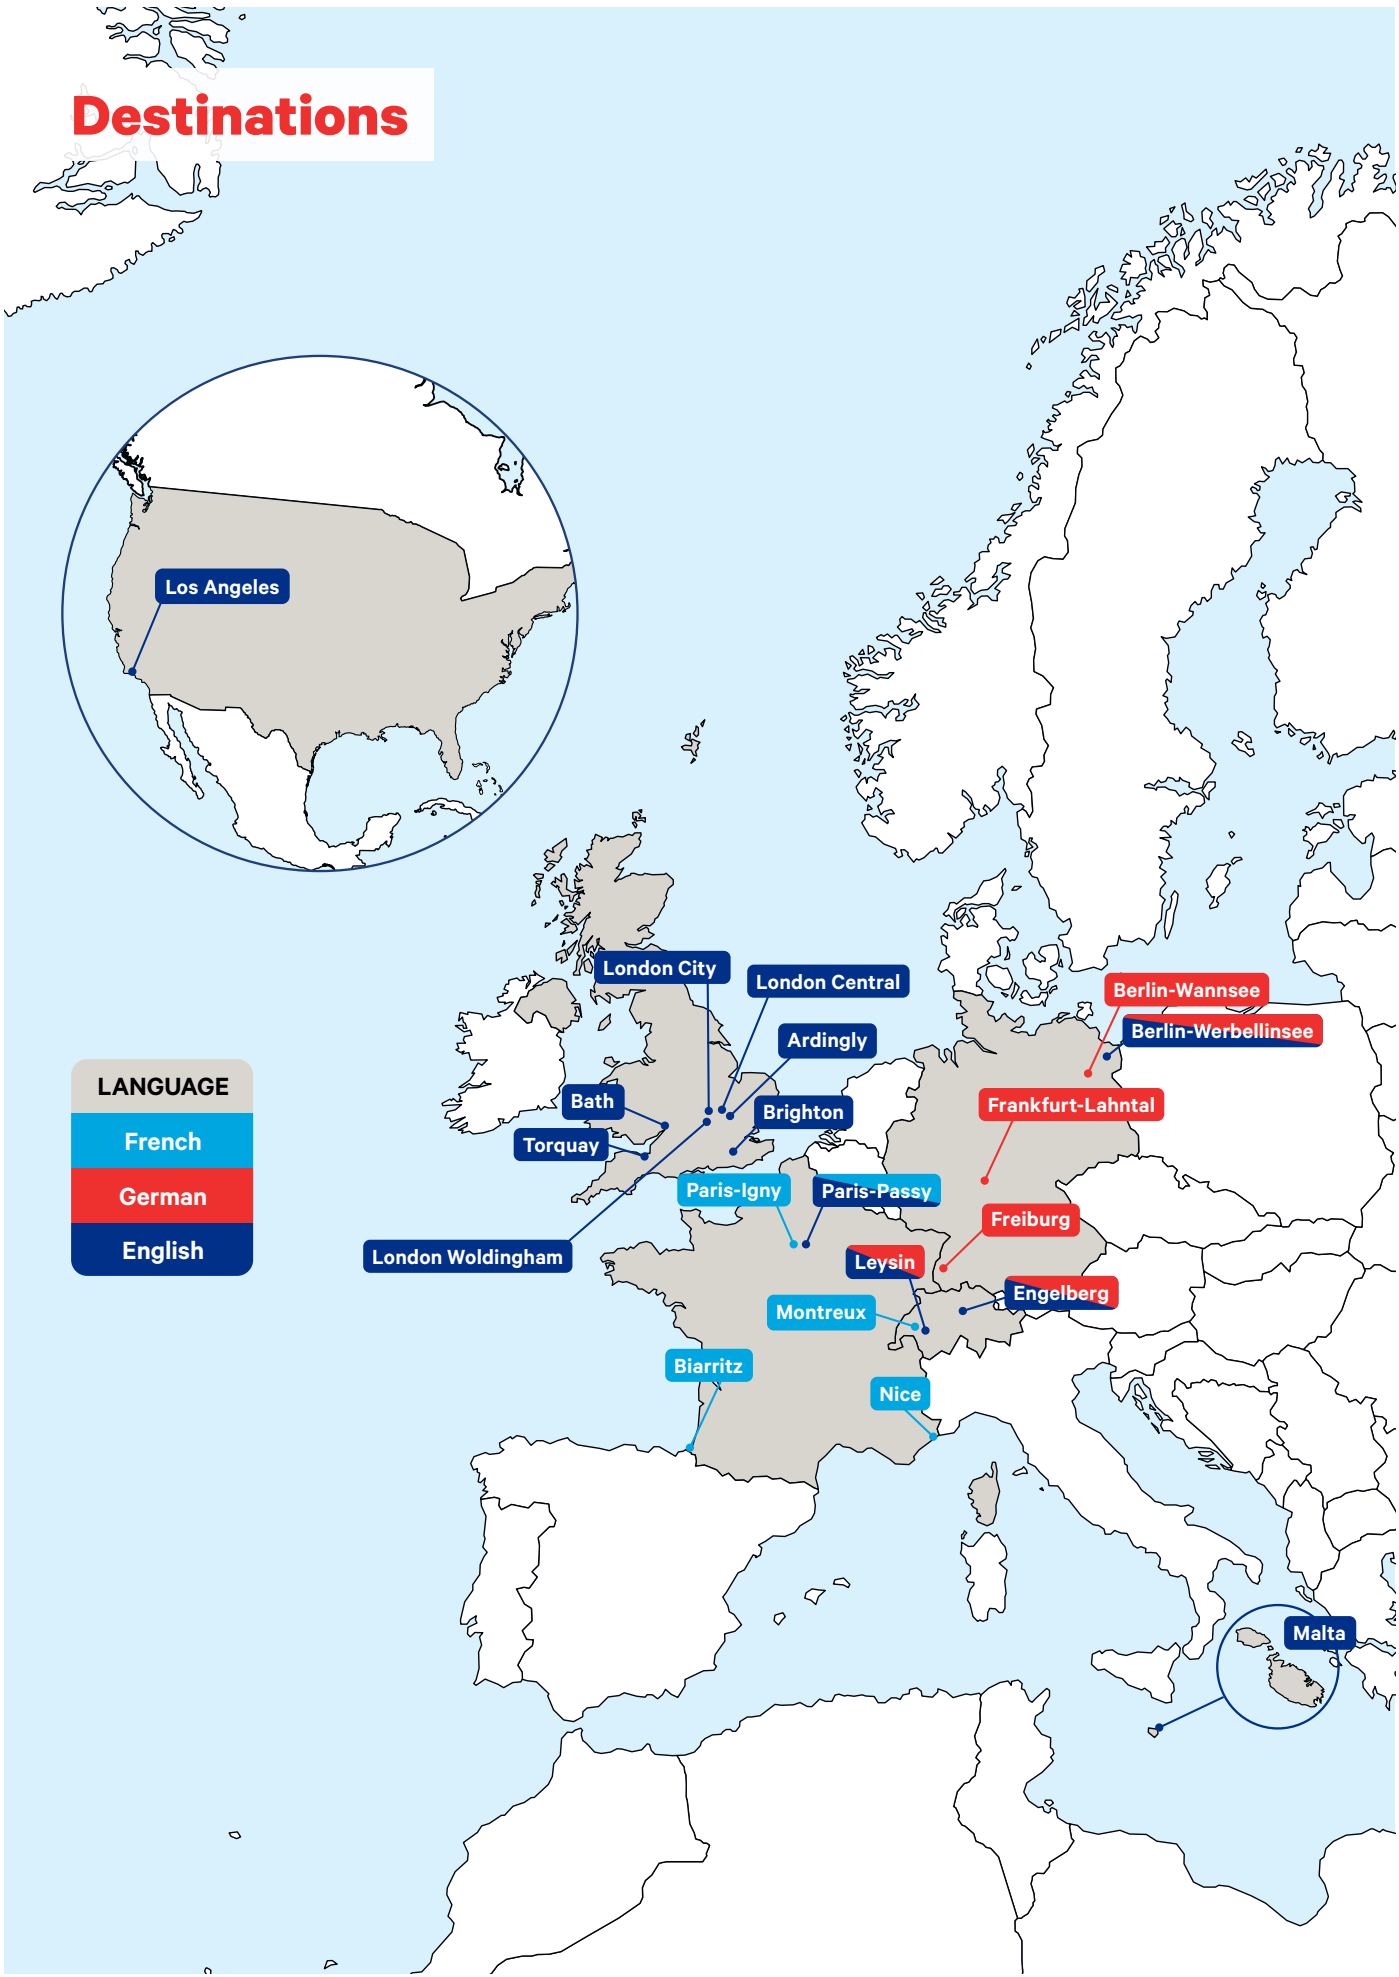 Destinations
Los Angeles
London City
London Central
Berlin-Wannsee
Berlin-Werbellinsee
Ardingly
LANGUAGE
French
German
English
Bath
Brighton
Frankfurt-Lahntal
Torquay
Paris-Igny
Paris-Passy
Freiburg
London Woldingham
Leysin
Engelberg
Montreux
Biarritz
Nice
Malta